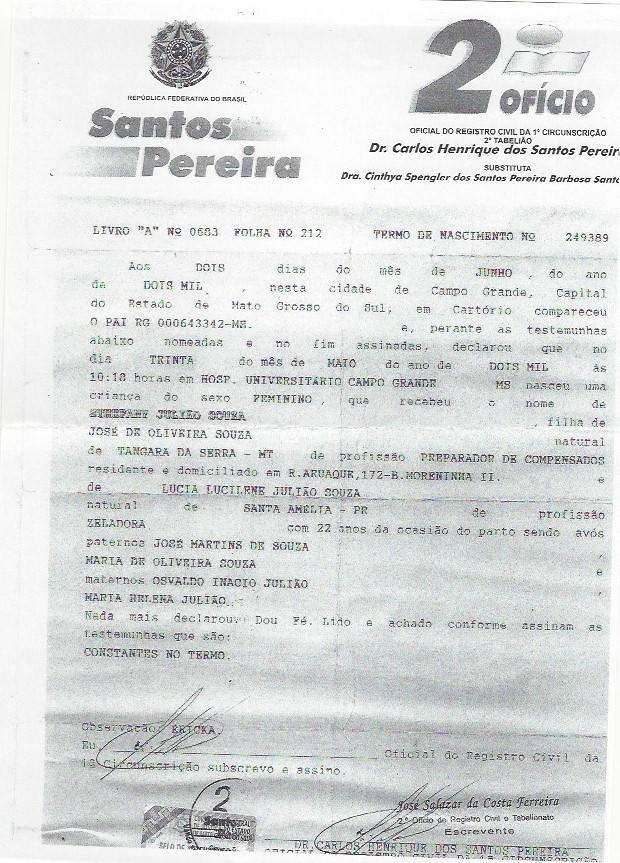 REPÚBLICA FEDERATIVA DO BRASIL
Santos
Pereira
2 OFÍCIO
OFICIAL DO REGISTRO CIVIL DA 1ª CIRCUNSCRIÇÃO
2º TABELIÃO
Dr. Carlos Henrique dos Santos Pereir
SUBSTITUTA
Dra. Cinthya Spengler dos Santos Pereira Barbosa Sant
LIVRO "A" Nº 0683 FOLHA Nº 212 TERMO DE NASCIMENTO Nº 249389
Aos DOIS dias do mês de JUNHO , do ano
de DOIS MIL , nesta cidade de Campo Grande, Capital
do Estado de Mato Grosso do Sul, em Cartório compareceu
O PAI RG 000643342-MS. e, perante as testemunhas
abaixo nomeadas e no fim assinadas, declarou que no
dia TRINTA do mês de MAIO do ano de DOIS MIL às
10:18 horas em HOSP. UNIVERSITÁRIO CAMPO GRANDE MS nasceu uma
criança do sexo FEMININO , que recebeu o nome de
STHEFANY JULIÃO SOUZA , filha de
JOSÉ DE OLIVEIRA SOUZA natural
de TANGARA DA SERRA - MT de profissão PREPARADOR DE COMPENSADOS
residente e domiciliado em R.ARUAQUE,172-B.MORENINHA II. e
de LUCIA LUCILENE JULIÃO SOUZA
natural de SANTA AMELIA - PR de profissão
ZELADORA com 22 anos da ocasião do parto sendo avós
paternos JOSÉ MARTINS DE SOUZA ,
MARIA DE OLIVEIRA SOUZA e
maternos OSVALDO INACIO JULIÃO ,
MARIA HELENA JULIÃO.
Nada mais declarou. Dou Fé. Lido e achado conforme assinam as
testemunhas que são:
CONSTANTES NO TERMO.
Observação: ERICKA.
Eu, Oficial do Registro Civil da
1ª Circunscrição subscrevo e assino.
José Salazar da Costa Ferreira
2.º Ofício de Registro Civil e Tabelionato
Escrevente
2
SELO DE
DR. CARLOS HENRIQUE DOS SANTOS PEREIRA